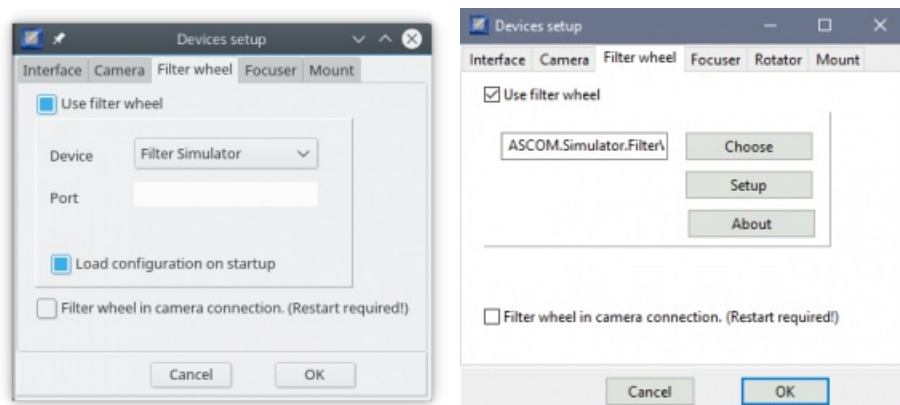 Devices setup
Interface Camera Filter wheel Focuser Mount
Use filter wheel
Device Filter Simulator
Port
Load configuration on startup
Filter wheel in camera connection. (Restart required!)
Cancel OK
Devices setup
Interface Camera Filter wheel Focuser Rotator Mount
Use filter wheel
ASCOM.Simulator.Filter Choose
Setup
About
Filter wheel in camera connection. (Restart required!)
Cancel OK